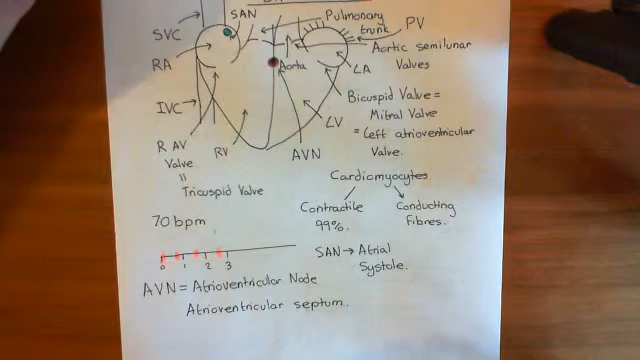 SAN
Pulmonary
trunk
PV
SVC
Aortic semilunar
Valves
RA
Aorta
LA
Bicuspid Valve =
Mitral Valve
= Left atrioventricular
Valve.
IVC
LV
R AV
Valve
=
Tricuspid Valve
RV
AVN
Cardiomyocytes
Contractile
99%.
Conducting
Fibres.
70 bpm
SAN → Atrial
Systole.
0 1 2 3
AVN = Atrioventricular Node
Atrioventricular septum.